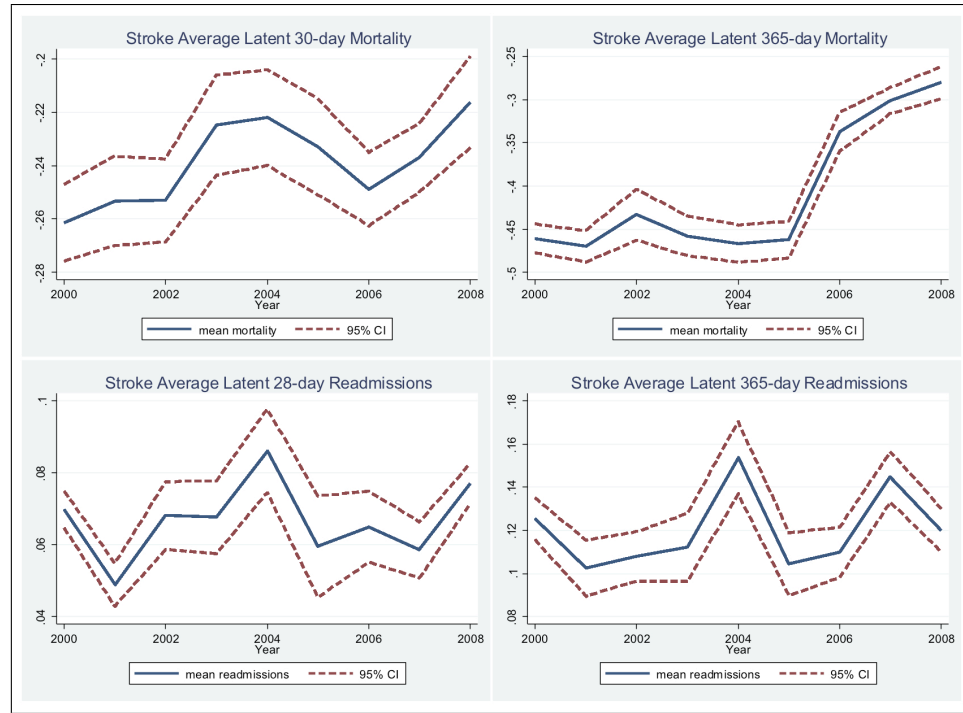 Stroke Average Latent 30-day Mortality
-.2
-.22
-.24
-.26
-.28
2000 2002 2004 2006 2008
Year
mean mortality 95% CI
Stroke Average Latent 365-day Mortality
-.25
-.3
-.35
-.4
-.45
-.5
2000 2002 2004 2006 2008
Year
mean mortality 95% CI
Stroke Average Latent 28-day Readmissions
.1
.08
.06
.04
2000 2002 2004 2006 2008
Year
mean readmissions 95% CI
Stroke Average Latent 365-day Readmissions
.18
.16
.14
.12
.1
.08
2000 2002 2004 2006 2008
Year
mean readmissions 95% CI